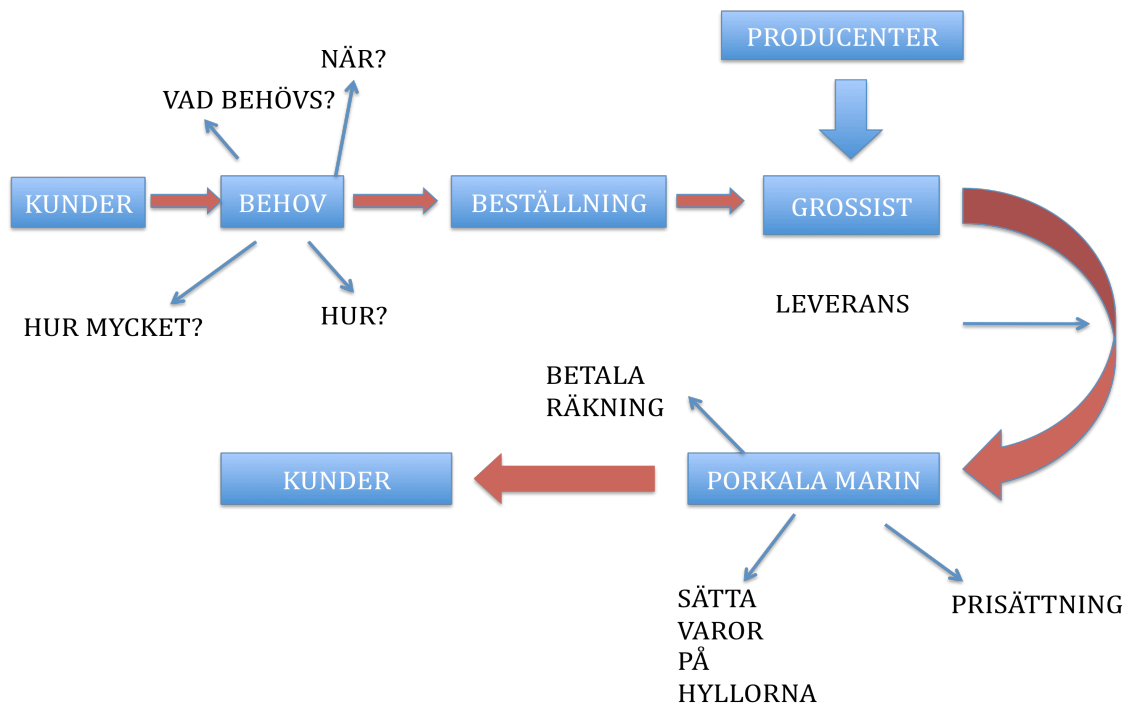 PRODUCENTER
NÄR?
VAD BEHÖVS?
KUNDER
BEHOV
BESTÄLLNING
GROSSIST
HUR MYCKET?
HUR?
LEVERANS
BETALA
RÄKNING
KUNDER
PORKALA MARIN
SÄTTA
VAROR
PÅ
HYLLORNA
PRISÄTTNING